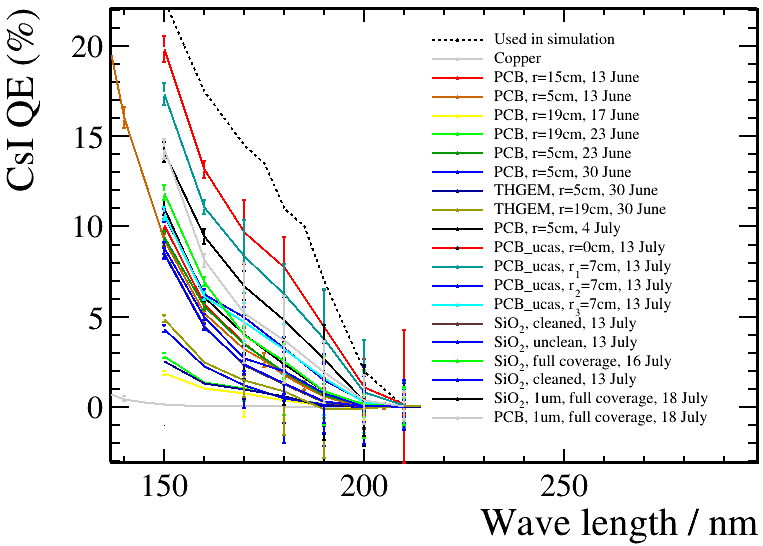 CsI QE (%)
20
15
10
5
0
150
200
250
Wave length / nm
Used in simulation
Copper
PCB, r=15cm, 13 June
PCB, r=5cm, 13 June
PCB, r=19cm, 17 June
PCB, r=19cm, 23 June
PCB, r=5cm, 23 June
PCB, r=5cm, 30 June
THGEM, r=5cm, 30 June
THGEM, r=19cm, 30 June
PCB, r=5cm, 4 July
PCB_ucas, r=0cm, 13 July
PCB_ucas, r₁=7cm, 13 July
PCB_ucas, r₂=7cm, 13 July
PCB_ucas, r₃=7cm, 13 July
SiO₂, cleaned, 13 July
SiO₂, unclean, 13 July
SiO₂, full coverage, 16 July
SiO₂, cleaned, 13 July
SiO₂, 1um, full coverage, 18 July
PCB, 1um, full coverage, 18 July